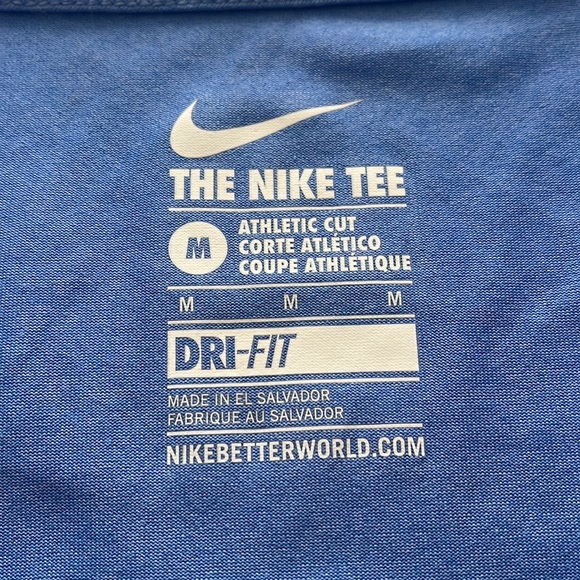 THE NIKE TEE
M
ATHLETIC CUT
CORTE ATLÉTICO
COUPE ATHLÉTIQUE
M M M
DRI-FIT
MADE IN EL SALVADOR
FABRIQUE AU SALVADOR
NIKEBETTERWORLD.COM